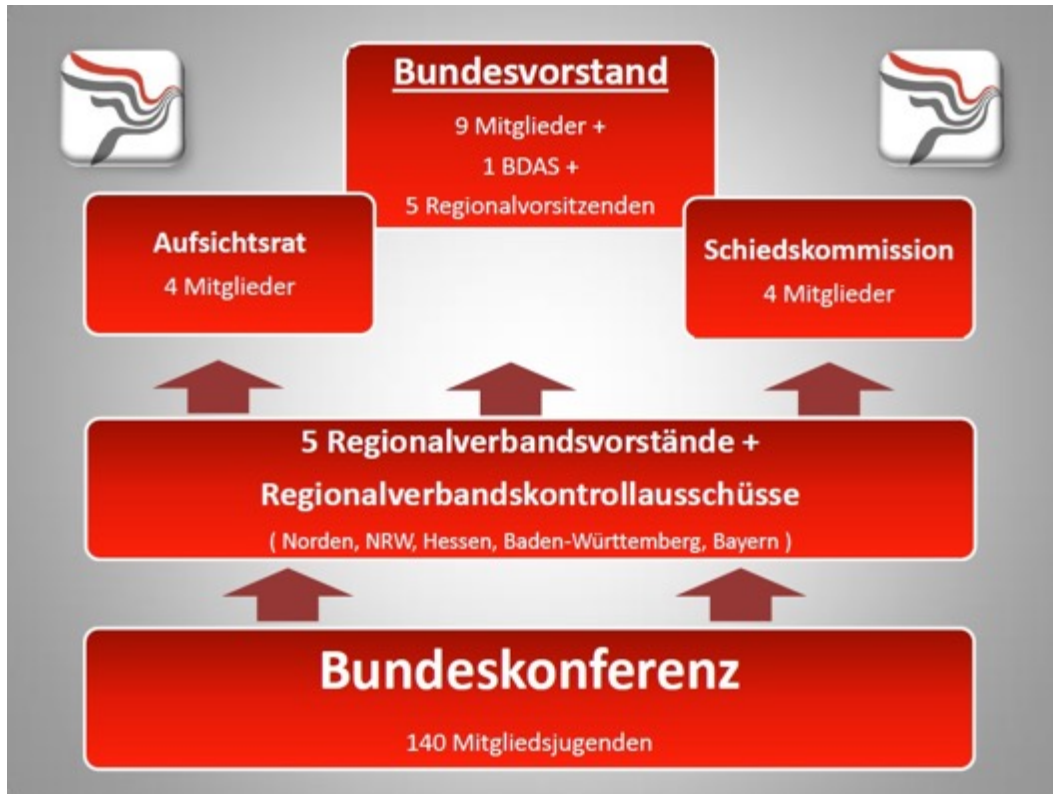 Bundesvorstand
9 Mitglieder +
1 BDAS +
5 Regionalvorsitzenden
Aufsichtsrat
4 Mitglieder
Schiedskommission
4 Mitglieder
5 Regionalverbandsvorstände +
Regionalverbandskontrollausschüsse
( Norden, NRW, Hessen, Baden-Württemberg, Bayern )
Bundeskonferenz
140 Mitgliedsjugenden